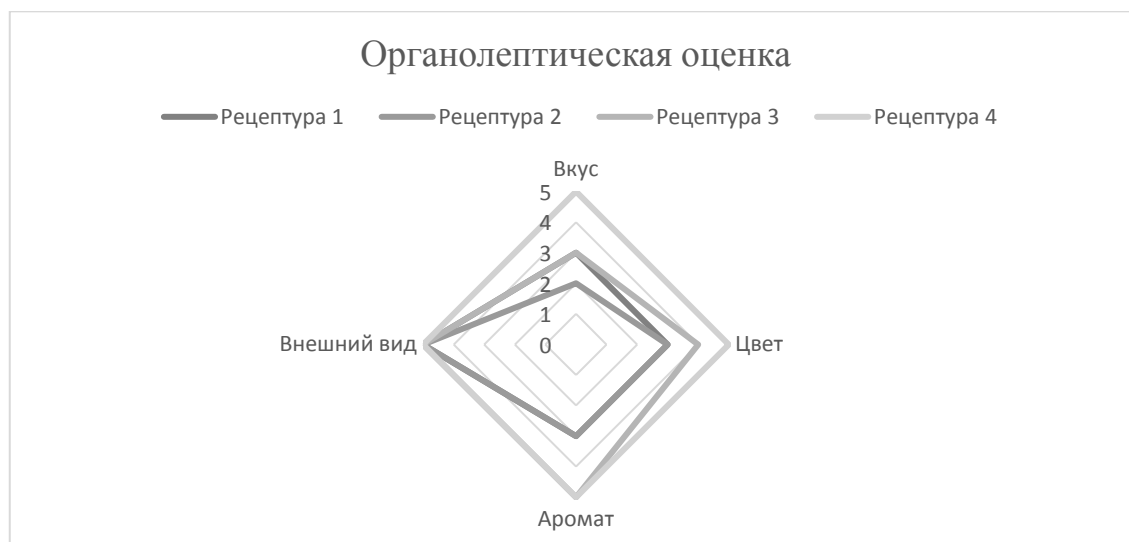 Органолептическая оценка
Рецептура 1 Рецептура 2 Рецептура 3 Рецептура 4
Вкус
5
4
3
2
1
0
Внешний вид
Цвет
Аромат